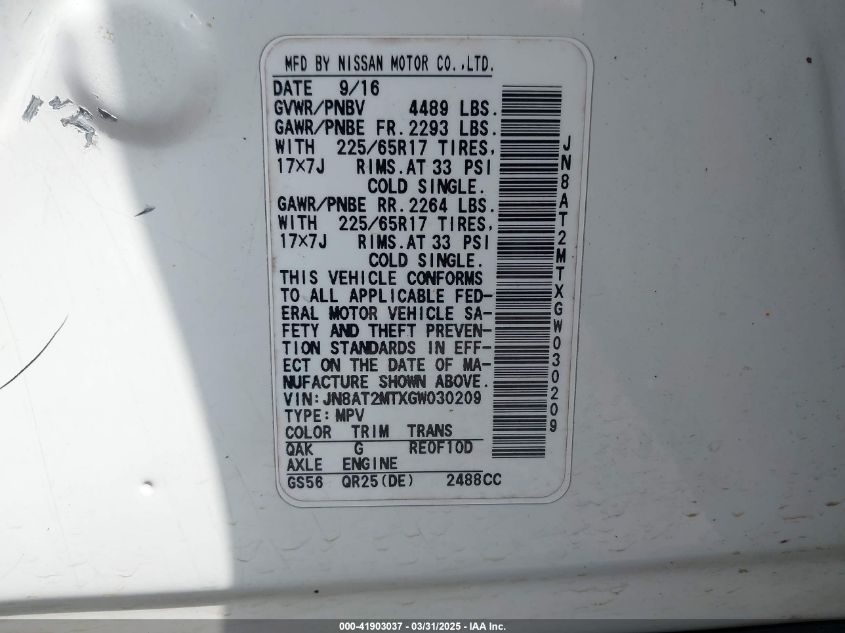 MFD BY NISSAN MOTOR CO.,LTD.
DATE 9/16
GVWR/PNBV 4489 LBS.
GAWR/PNBE FR. 2293 LBS.
WITH 225/65R17 TIRES,
17×7J RIMS.AT 33 PSI
COLD SINGLE.
GAWR/PNBE RR. 2264 LBS.
WITH 225/65R17 TIRES,
17×7J RIMS.AT 33 PSI
COLD SINGLE.
THIS VEHICLE CONFORMS
TO ALL APPLICABLE FED-
ERAL MOTOR VEHICLE SA-
FETY AND THEFT PREVEN-
TION STANDARDS IN EFF-
ECT ON THE DATE OF MA-
NUFACTURE SHOWN ABOVE.
VIN:JN8AT2MTXGW030209
TYPE:MPV
COLOR TRIM TRANS
QAK G RE0F10D
AXLE ENGINE
GS56 QR25(DE) 2488CC
JN8AT2MTXGW030209
000-41903037 - 03/31/2025 - IAA Inc.